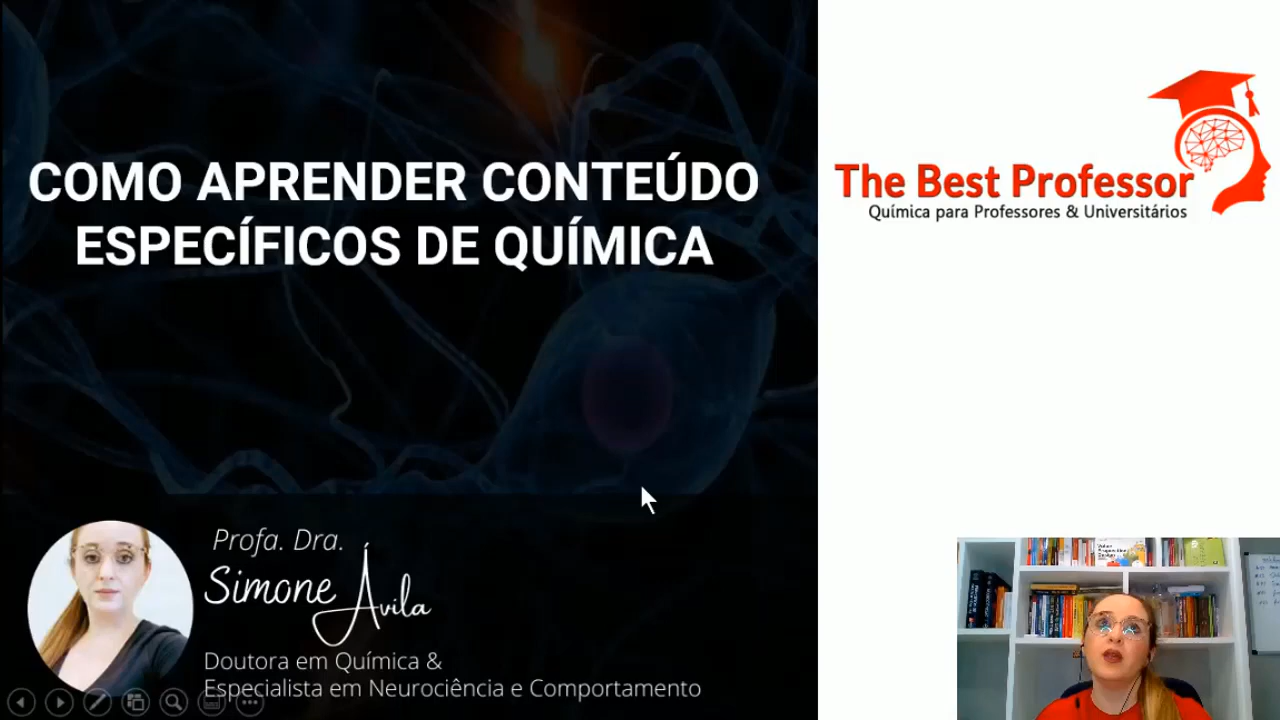 COMO APRENDER CONTEÚDO
ESPECÍFICOS DE QUÍMICA
Profa. Dra.
Simone Ávila
Doutora em Química &
Especialista em Neurociência e Comportamento
The Best Professor
Química para Professores & Universitários